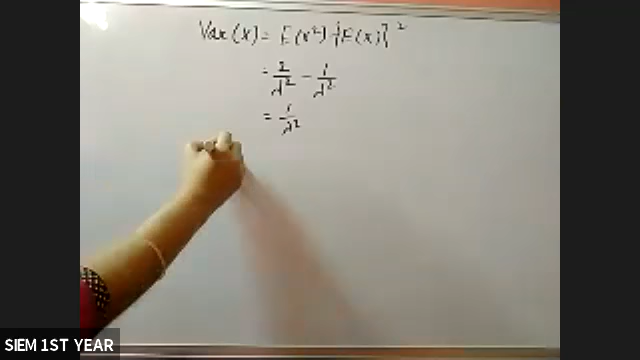 Var(x) = E(x²) - {E(x)}²
= 2/λ² - 1/λ²
= 1/λ²
SIEM 1ST YEAR